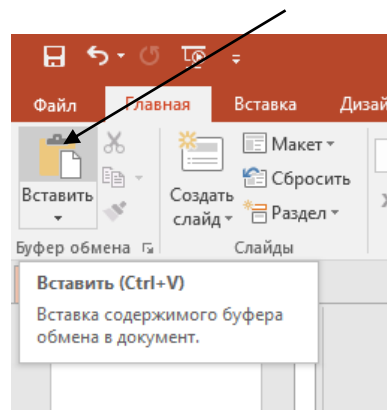 Файл Главная Вставка Дизай
Вставить
Создать слайд
Макет
Сбросить
Раздел
Буфер обмена Слайды
Вставить (Ctrl+V)
Вставка содержимого буфера
обмена в документ.